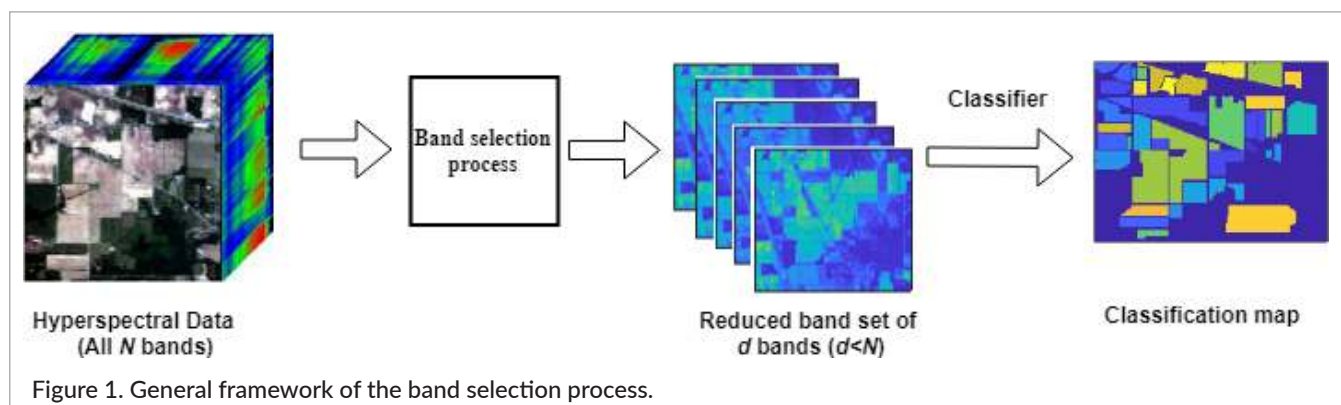 Band selection
process
Classifier
Hyperspectral Data
(All N bands)
Reduced band set of
d bands (d<N)
Classification map
Figure 1. General framework of the band selection process.